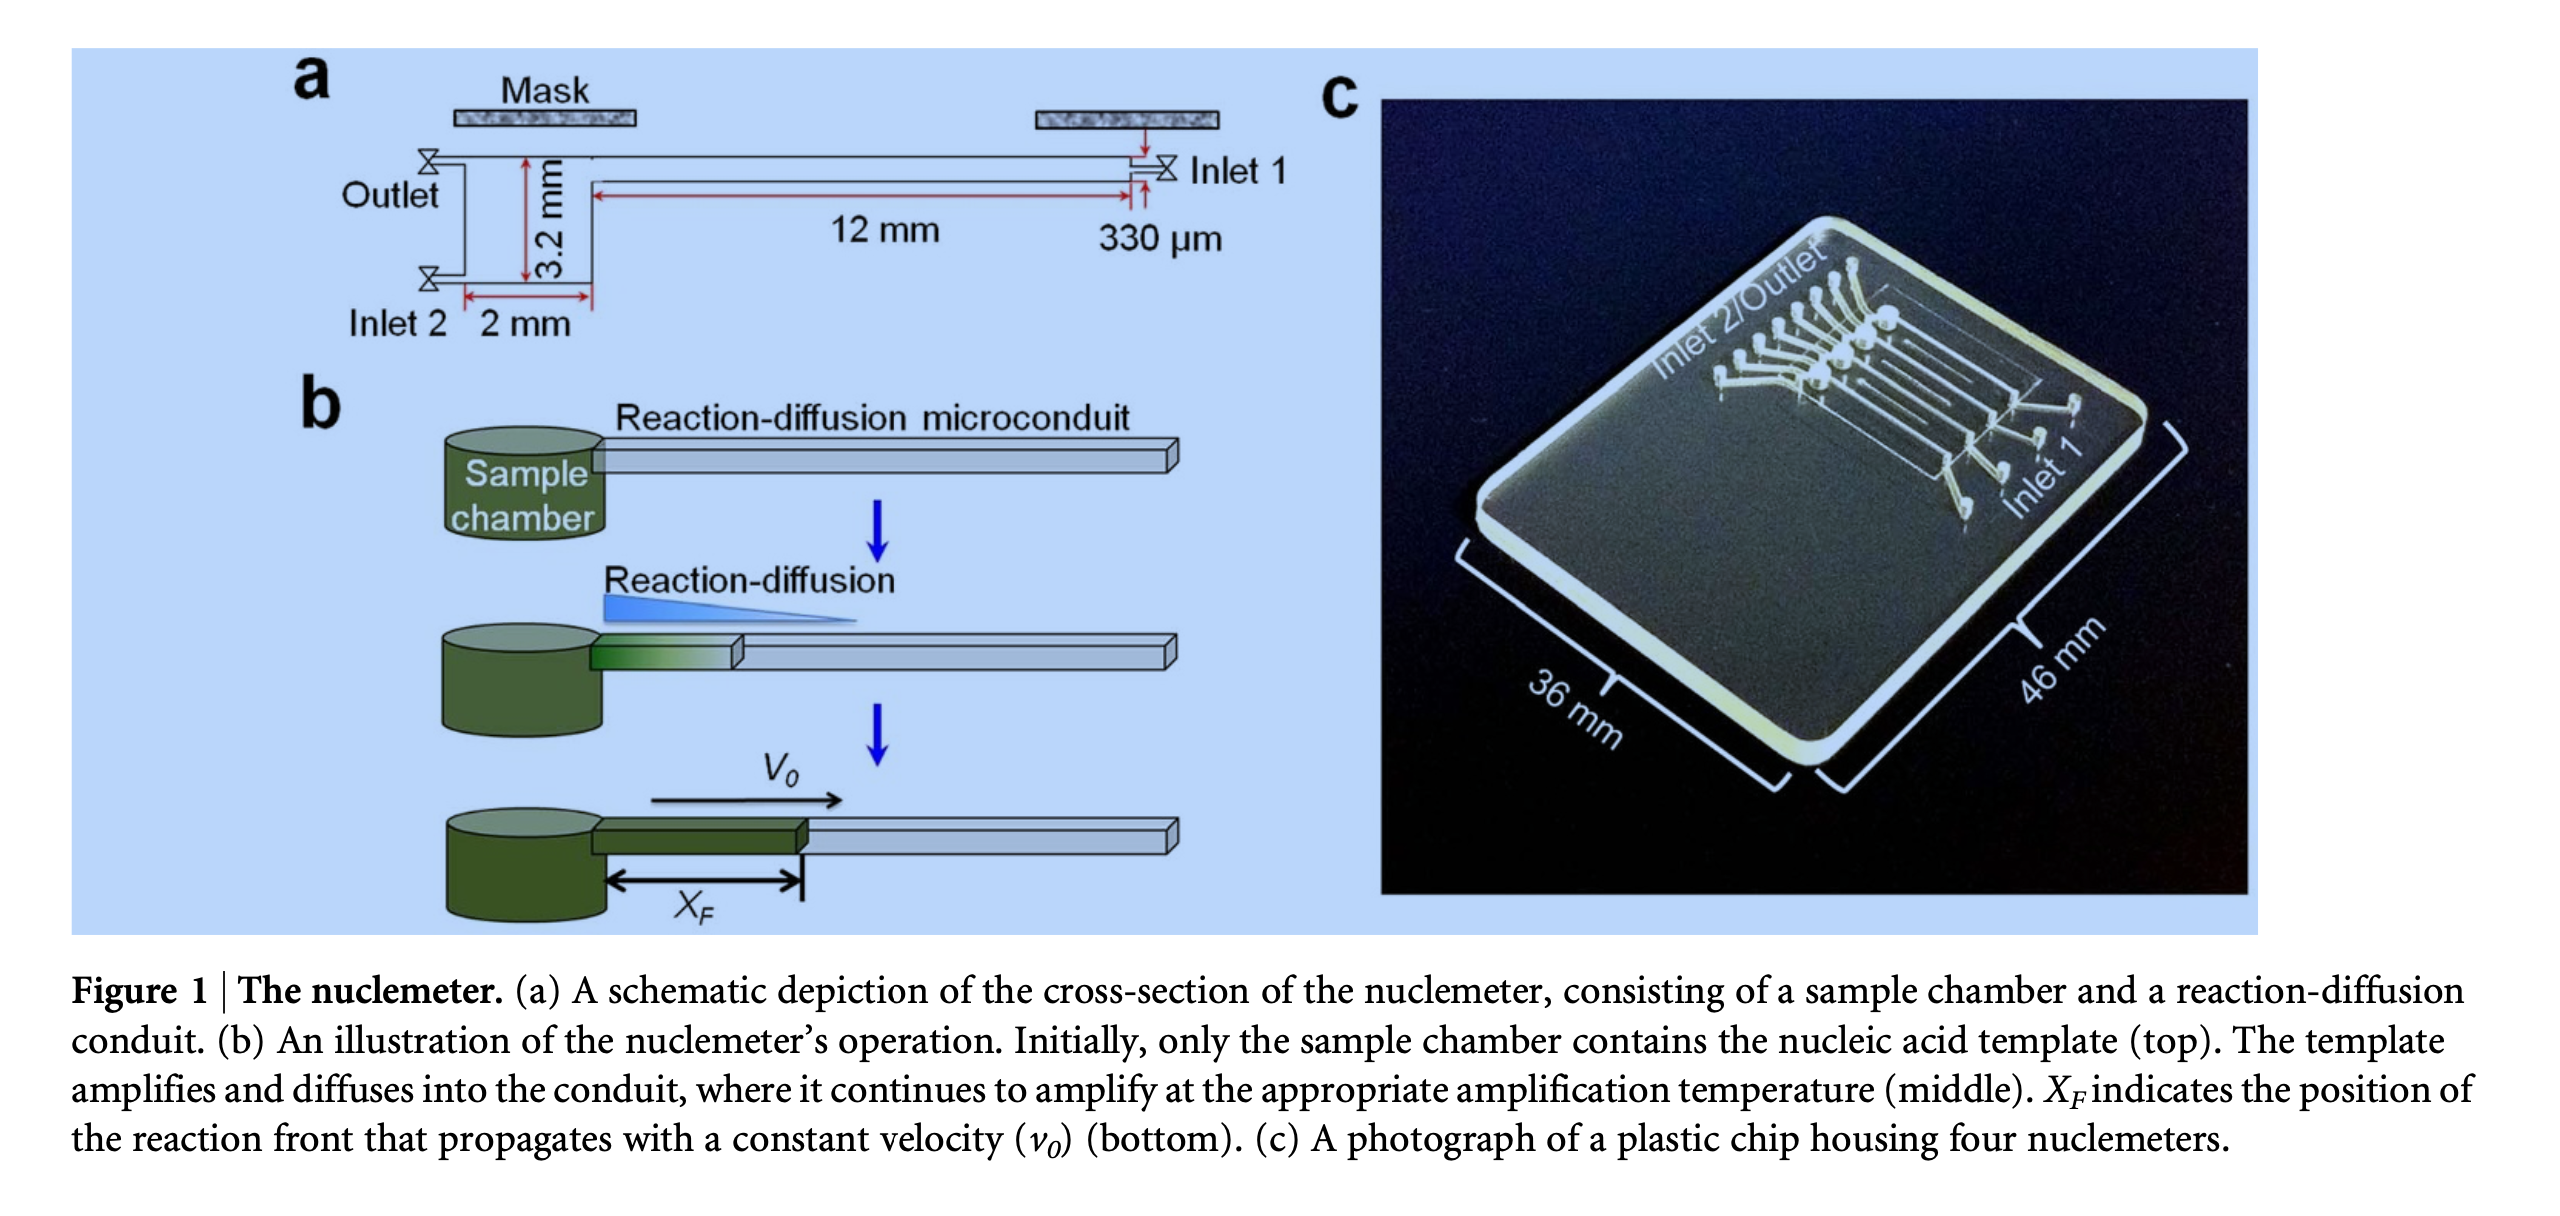 a
Mask
Outlet
3.2 mm
Inlet 1
12 mm
330 µm
Inlet 2
2 mm
b
Reaction-diffusion microconduit
Sample
chamber
Reaction-diffusion
V0
XF
c
Inlet 2/Outlet
Inlet 1
36 mm
46 mm
Figure 1 | The nuclemeter. (a) A schematic depiction of the cross-section of the nuclemeter, consisting of a sample chamber and a reaction-diffusion
conduit. (b) An illustration of the nuclemeter’s operation. Initially, only the sample chamber contains the nucleic acid template (top). The template
amplifies and diffuses into the conduit, where it continues to amplify at the appropriate amplification temperature (middle). XF indicates the position of
the reaction front that propagates with a constant velocity (v0) (bottom). (c) A photograph of a plastic chip housing four nuclemeters.